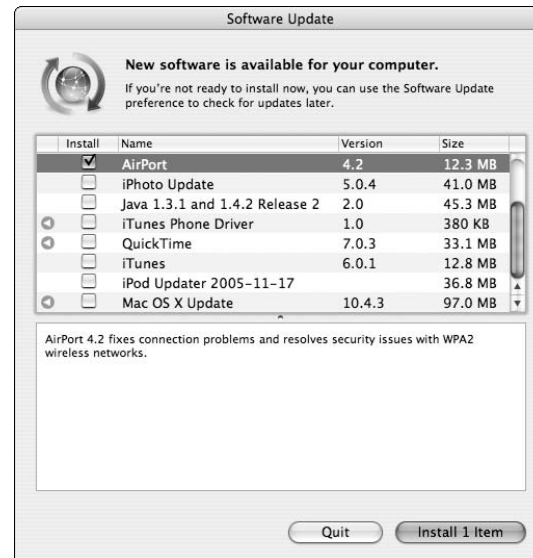 Software Update
New software is available for your computer.
If you're not ready to install now, you can use the Software Update
preference to check for updates later.
Install Name Version Size
AirPort 4.2 12.3 MB
iPhoto Update 5.0.4 41.0 MB
Java 1.3.1 and 1.4.2 Release 2 2.0 45.3 MB
iTunes Phone Driver 1.0 380 KB
QuickTime 7.0.3 33.1 MB
iTunes 6.0.1 12.8 MB
iPod Updater 2005-11-17 36.8 MB
Mac OS X Update 10.4.3 97.0 MB
AirPort 4.2 fixes connection problems and resolves security issues with WPA2
wireless networks.
Quit Install 1 Item